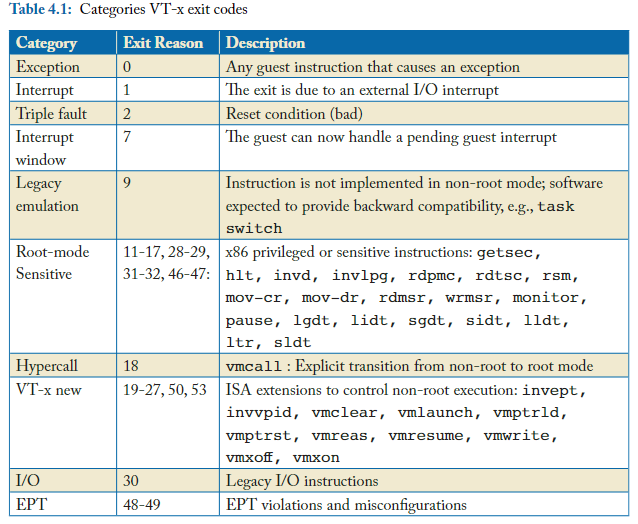 Table 4.1: Categories VT-x exit codes
Category Exit Reason Description
Exception 0 Any guest instruction that causes an exception
Interrupt 1 The exit is due to an external I/O interrupt
Triple fault 2 Reset condition (bad)
Interrupt 7 The guest can now handle a pending guest interrupt
window
Legacy 9 Instruction is not implemented in non-root mode; software
emulation expected to provide backward compatibility, e.g., task
switch
Root-mode 11-17, 28-29, x86 privileged or sensitive instructions: getsec,
Sensitive 31-32, 46-47: hlt, invd, invlpg, rdpmc, rdtsc, rsm,
mov-cr, mov-dr, rdmsr, wrmsr, monitor,
pause, lgdt, lidt, sgdt, sidt, lldt,
ltr, sldt
Hypercall 18 vmcall : Explicit transition from non-root to root mode
VT-x new 19-27, 50, 53 ISA extensions to control non-root execution: invept,
invvpid, vmclear, vmlaunch, vmptrld,
vmptrst, vmreas, vmresume, vmwrite,
vmxoff, vmxon
I/O 30 Legacy I/O instructions
EPT 48-49 EPT violations and misconfigurations